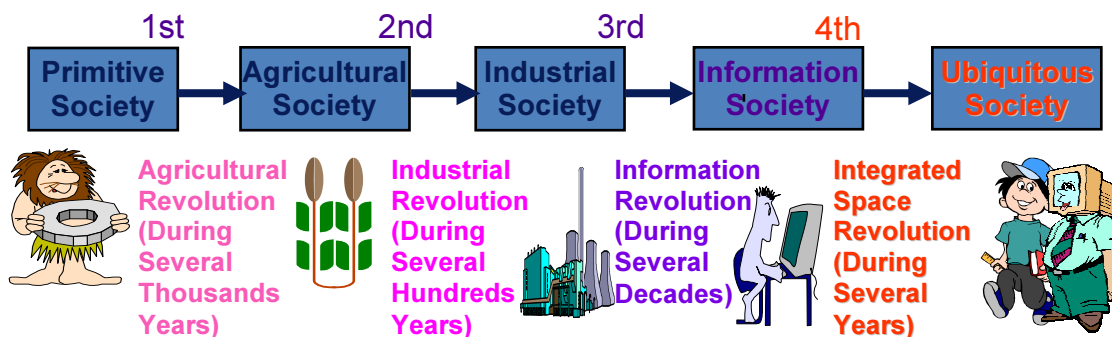 1st
2nd
3rd
4th
Primitive
Society
Agricultural
Society
Industrial
Society
Information
Society
Ubiquitous
Society
Agricultural
Revolution
(During
Several
Thousands
Years)
Industrial
Revolution
(During
Several
Hundreds
Years)
Information
Revolution
(During
Several
Decades)
Integrated
Space
Revolution
(During
Several
Years)